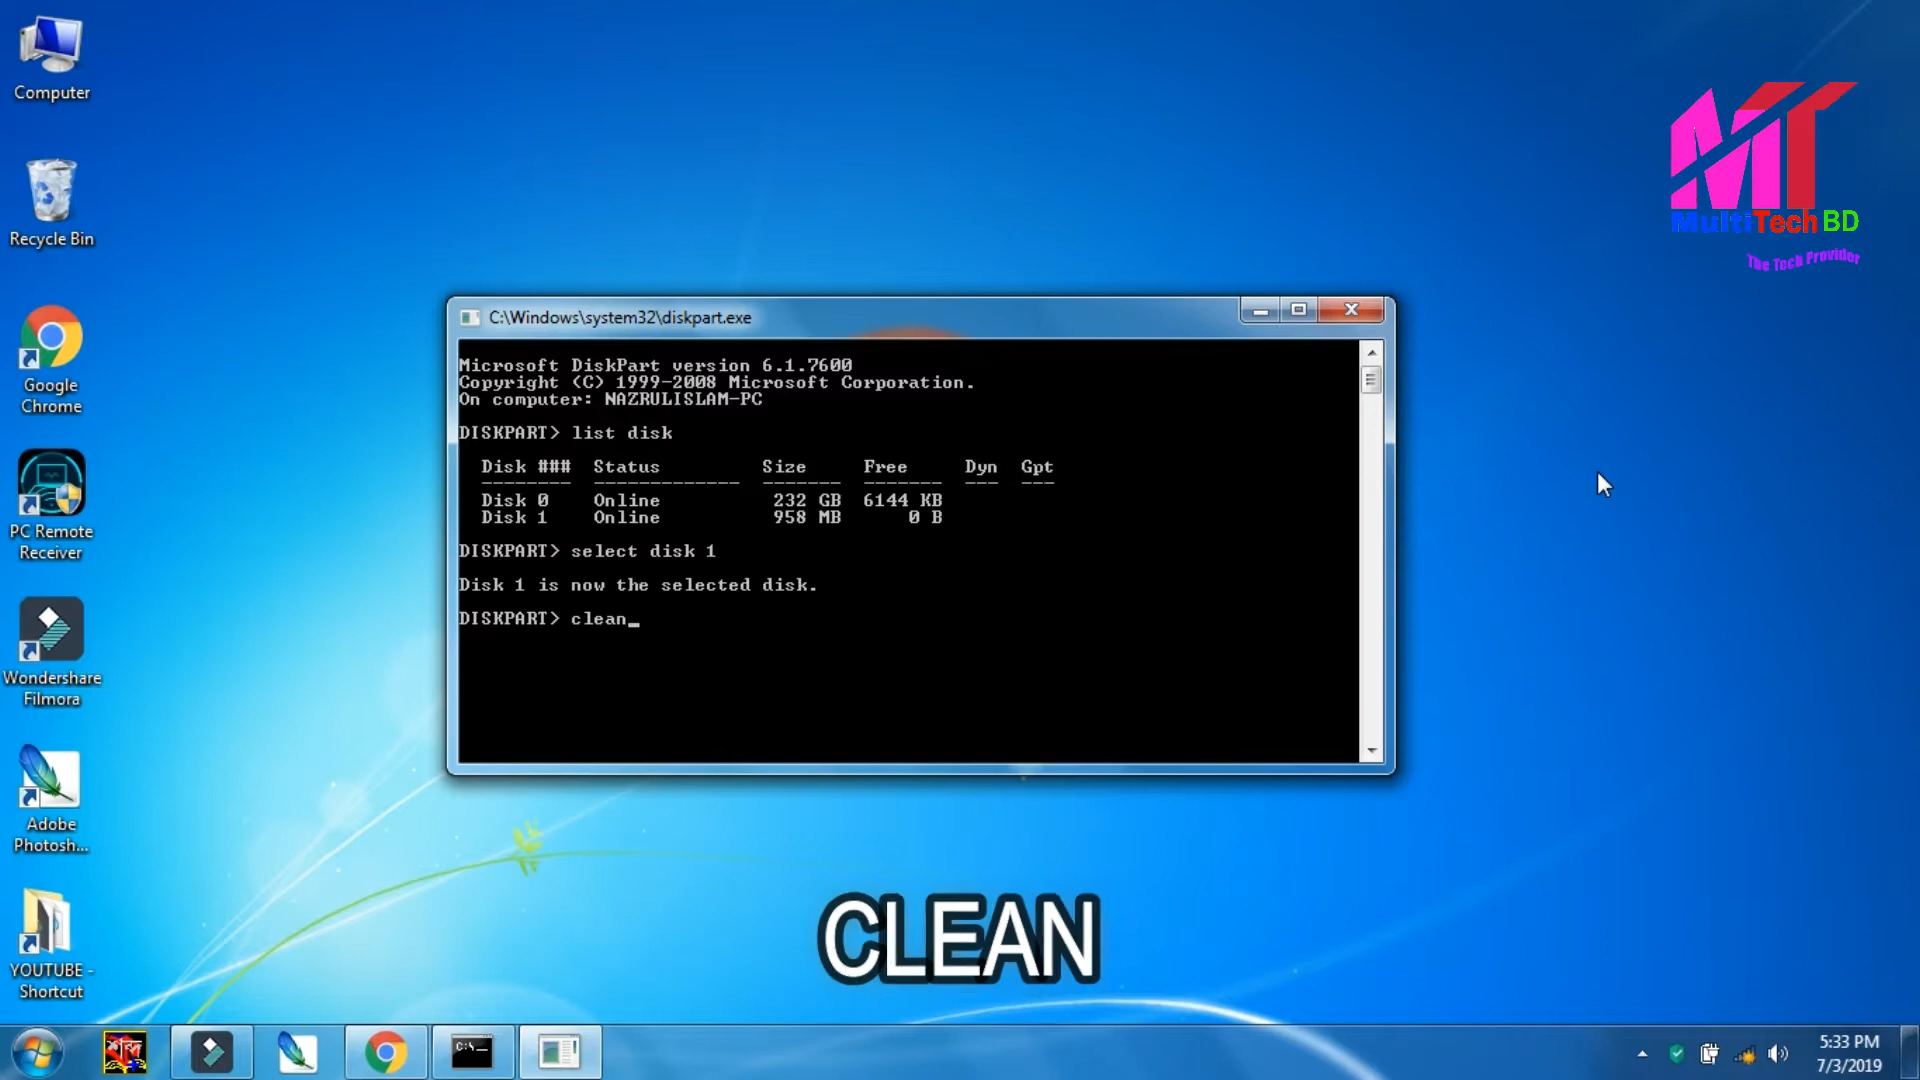 Computer
Recycle Bin
Google
Chrome
PC Remote
Receiver
Wondershare
Filmora
Adobe
Photosh...
YOUTUBE -
Shortcut
MT
MultiTech BD
The Tech Provider
C:\Windows\system32\diskpart.exe
Microsoft DiskPart version 6.1.7600
Copyright (C) 1999-2008 Microsoft Corporation.
On computer: NAZRULISLAM-PC
DISKPART> list disk
Disk ###  Status         Size     Free     Dyn  Gpt
--------  -------------  -------  -------  ---  ---
Disk 0    Online          232 GB  6144 KB
Disk 1    Online          958 MB      0 B
DISKPART> select disk 1
Disk 1 is now the selected disk.
DISKPART> clean_
CLEAN
C:\_
5:33 PM
7/3/2019